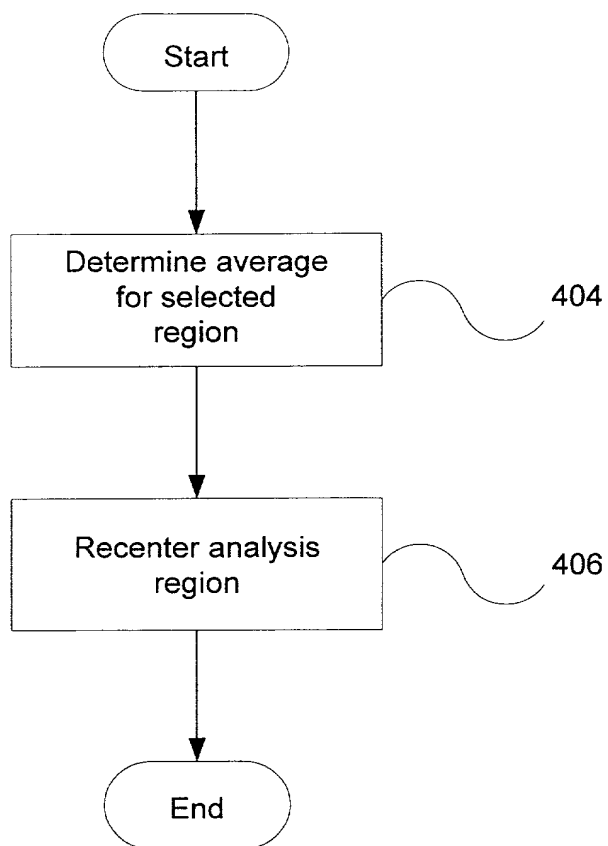 Start
Determine average
for selected
region
404
Recenter analysis
region
406
End